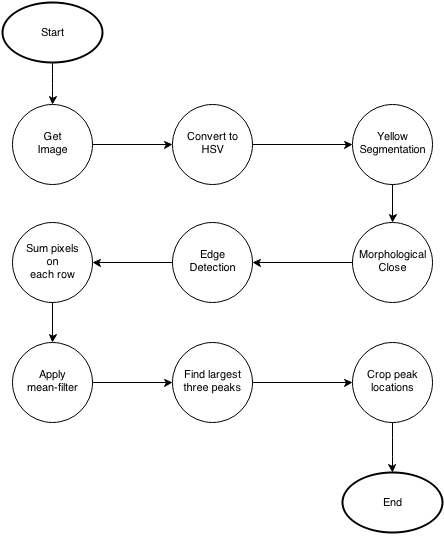 Start
Get
Image
Convert to
HSV
Yellow
Segmentation
Morphological
Close
Edge
Detection
Sum pixels
on
each row
Apply
mean-filter
Find largest
three peaks
Crop peak
locations
End